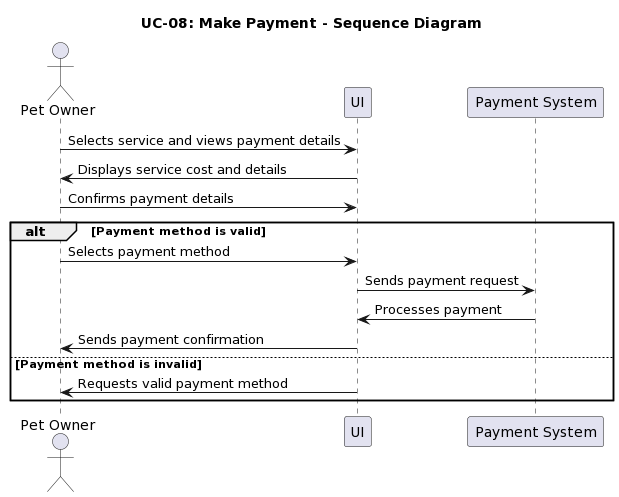 UC-08: Make Payment - Sequence Diagram
Pet Owner
UI
Payment System
Selects service and views payment details
Displays service cost and details
Confirms payment details
alt
[Payment method is valid]
Selects payment method
Sends payment request
Processes payment
Sends payment confirmation
[Payment method is invalid]
Requests valid payment method
Pet Owner
UI
Payment System